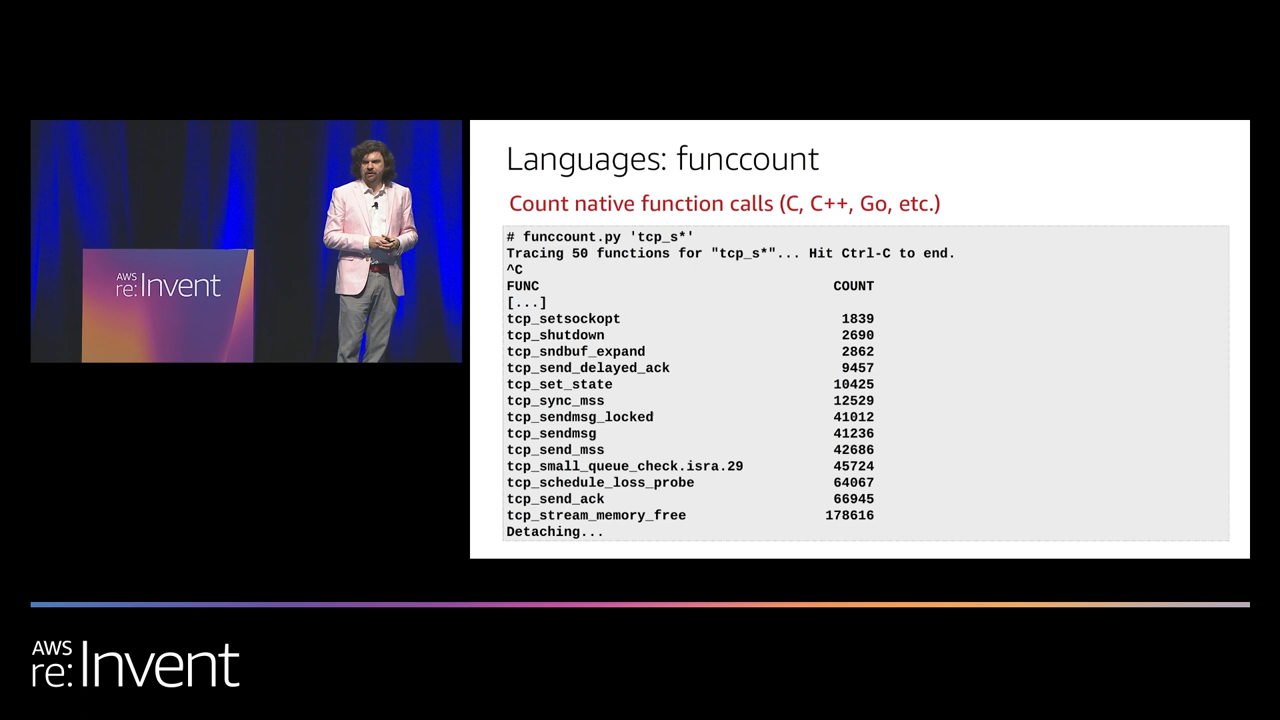 AWS
re:Invent
Languages: funccount
Count native function calls (C, C++, Go, etc.)
# funccount.py 'tcp_s*'
Tracing 50 functions for "tcp_s*"... Hit Ctrl-C to end.
^C
FUNC COUNT
[...]
tcp_setsockopt 1839
tcp_shutdown 2690
tcp_sndbuf_expand 2862
tcp_send_delayed_ack 9457
tcp_set_state 10425
tcp_sync_mss 12529
tcp_sendmsg_locked 41012
tcp_sendmsg 41236
tcp_send_mss 42686
tcp_small_queue_check.isra.29 45724
tcp_schedule_loss_probe 64067
tcp_send_ack 66945
tcp_stream_memory_free 178616
Detaching...
AWS
re:Invent